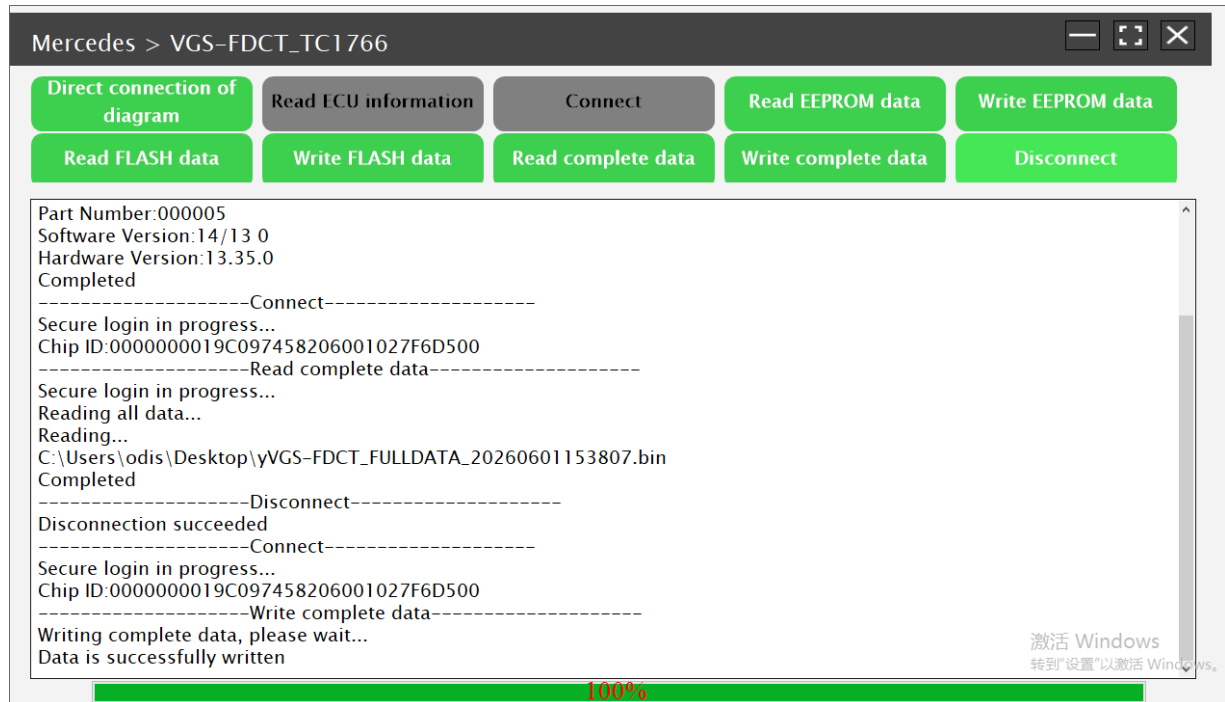 Mercedes > VGS-FDCT_TC1766
Direct connection of
diagram
Read ECU information
Connect
Read EEPROM data
Write EEPROM data
Read FLASH data
Write FLASH data
Read complete data
Write complete data
Disconnect
Part Number:000005
Software Version:14/13 0
Hardware Version:13.35.0
Completed
--------------------Connect--------------------
Secure login in progress...
Chip ID:0000000019C097458206001027F6D500
--------------------Read complete data--------------------
Secure login in progress...
Reading all data...
Reading...
C:\Users\odis\Desktop\yVGS-FDCT_FULLDATA_20260601153807.bin
Completed
--------------------Disconnect--------------------
Disconnection succeeded
--------------------Connect--------------------
Secure login in progress...
Chip ID:0000000019C097458206001027F6D500
--------------------Write complete data--------------------
Writing complete data, please wait...
Data is successfully written
激活 Windows
转到"设置"以激活 Windows。
100%